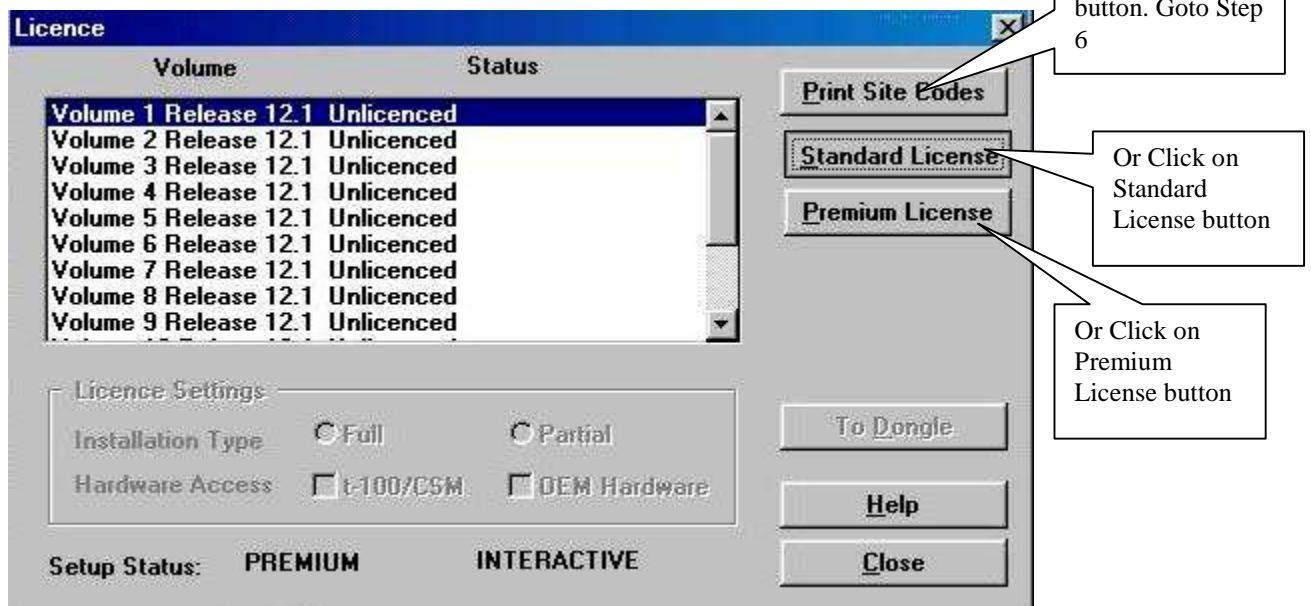 button. Goto Step
6
Licence
Volume Status
Volume 1 Release 12.1 Unlicenced
Volume 2 Release 12.1 Unlicenced
Volume 3 Release 12.1 Unlicenced
Volume 4 Release 12.1 Unlicenced
Volume 5 Release 12.1 Unlicenced
Volume 6 Release 12.1 Unlicenced
Volume 7 Release 12.1 Unlicenced
Volume 8 Release 12.1 Unlicenced
Volume 9 Release 12.1 Unlicenced
Print Site Codes
Standard License
Premium License
Or Click on
Standard
License button
Or Click on
Premium
License button
Licence Settings
Installation Type Full Partial
Hardware Access t-100/CSM OEM Hardware
To Dongle
Help
Setup Status: PREMIUM INTERACTIVE
Close